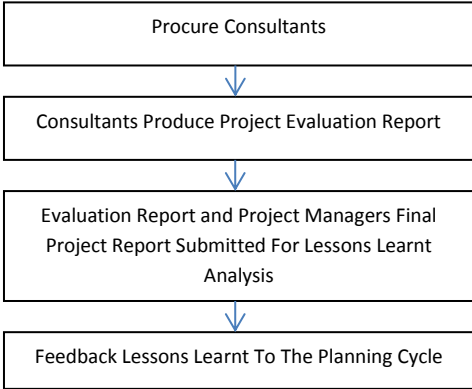 Procure Consultants
Consultants Produce Project Evaluation Report
Evaluation Report and Project Managers Final
Project Report Submitted For Lessons Learnt
Analysis
Feedback Lessons Learnt To The Planning Cycle